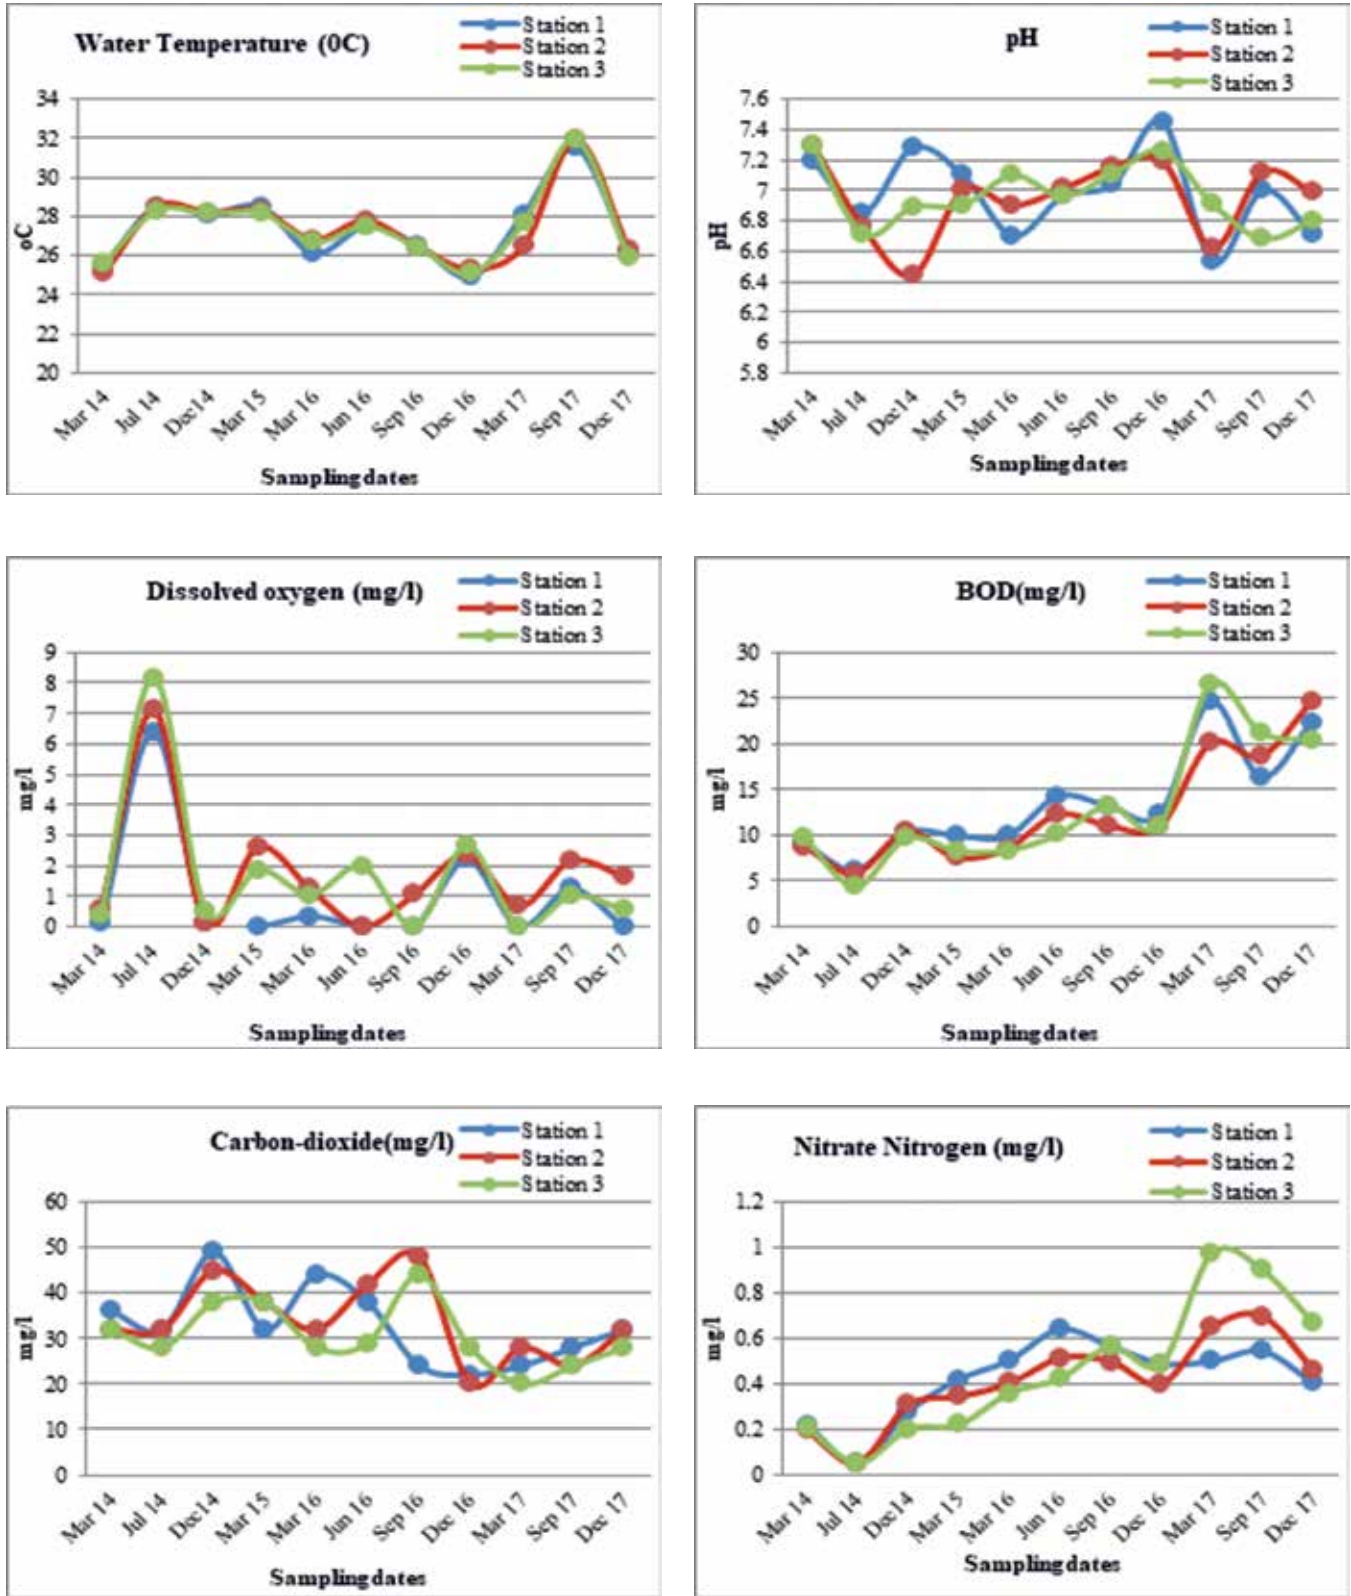 Water Temperature (0C)
Station 1
Station 2
Station 3
34
32
30
28
26
24
22
20
oC
Mar 14
Jul 14
Dec14
Mar 15
Mar 16
Jun 16
Sep 16
Dec 16
Mar 17
Sep 17
Dec 17
Samplingdates
pH
Station 1
Station 2
Station 3
7.6
7.4
7.2
7
6.8
6.6
6.4
6.2
6
5.8
pH
Mar 14
Jul 14
Dec14
Mar 15
Mar 16
Jun 16
Sep 16
Dec 16
Mar 17
Sep 17
Dec 17
Samplingdates
Dissolved oxygen (mg/l)
Station 1
Station 2
Station 3
9
8
7
6
5
4
3
2
1
0
mg/l
Mar 14
Jul 14
Dec14
Mar 15
Mar 16
Jun 16
Sep 16
Dec 16
Mar 17
Sep 17
Dec 17
Samplingdates
BOD(mg/l)
Station 1
Station 2
Station 3
30
25
20
15
10
5
0
mg/l
Mar 14
Jul 14
Dec14
Mar 15
Mar 16
Jun 16
Sep 16
Dec 16
Mar 17
Sep 17
Dec 17
Samplingdates
Carbon-dioxide(mg/l)
Station 1
Station 2
Station 3
60
50
40
30
20
10
0
mg/l
Mar 14
Jul 14
Dec14
Mar 15
Mar 16
Jun 16
Sep 16
Dec 16
Mar 17
Sep 17
Dec 17
Samplingdates
Nitrate Nitrogen (mg/l)
Station 1
Station 2
Station 3
1.2
1
0.8
0.6
0.4
0.2
0
mg/l
Mar 14
Jul 14
Dec14
Mar 15
Mar 16
Jun 16
Sep 16
Dec 16
Mar 17
Sep 17
Dec 17
Samplingdates